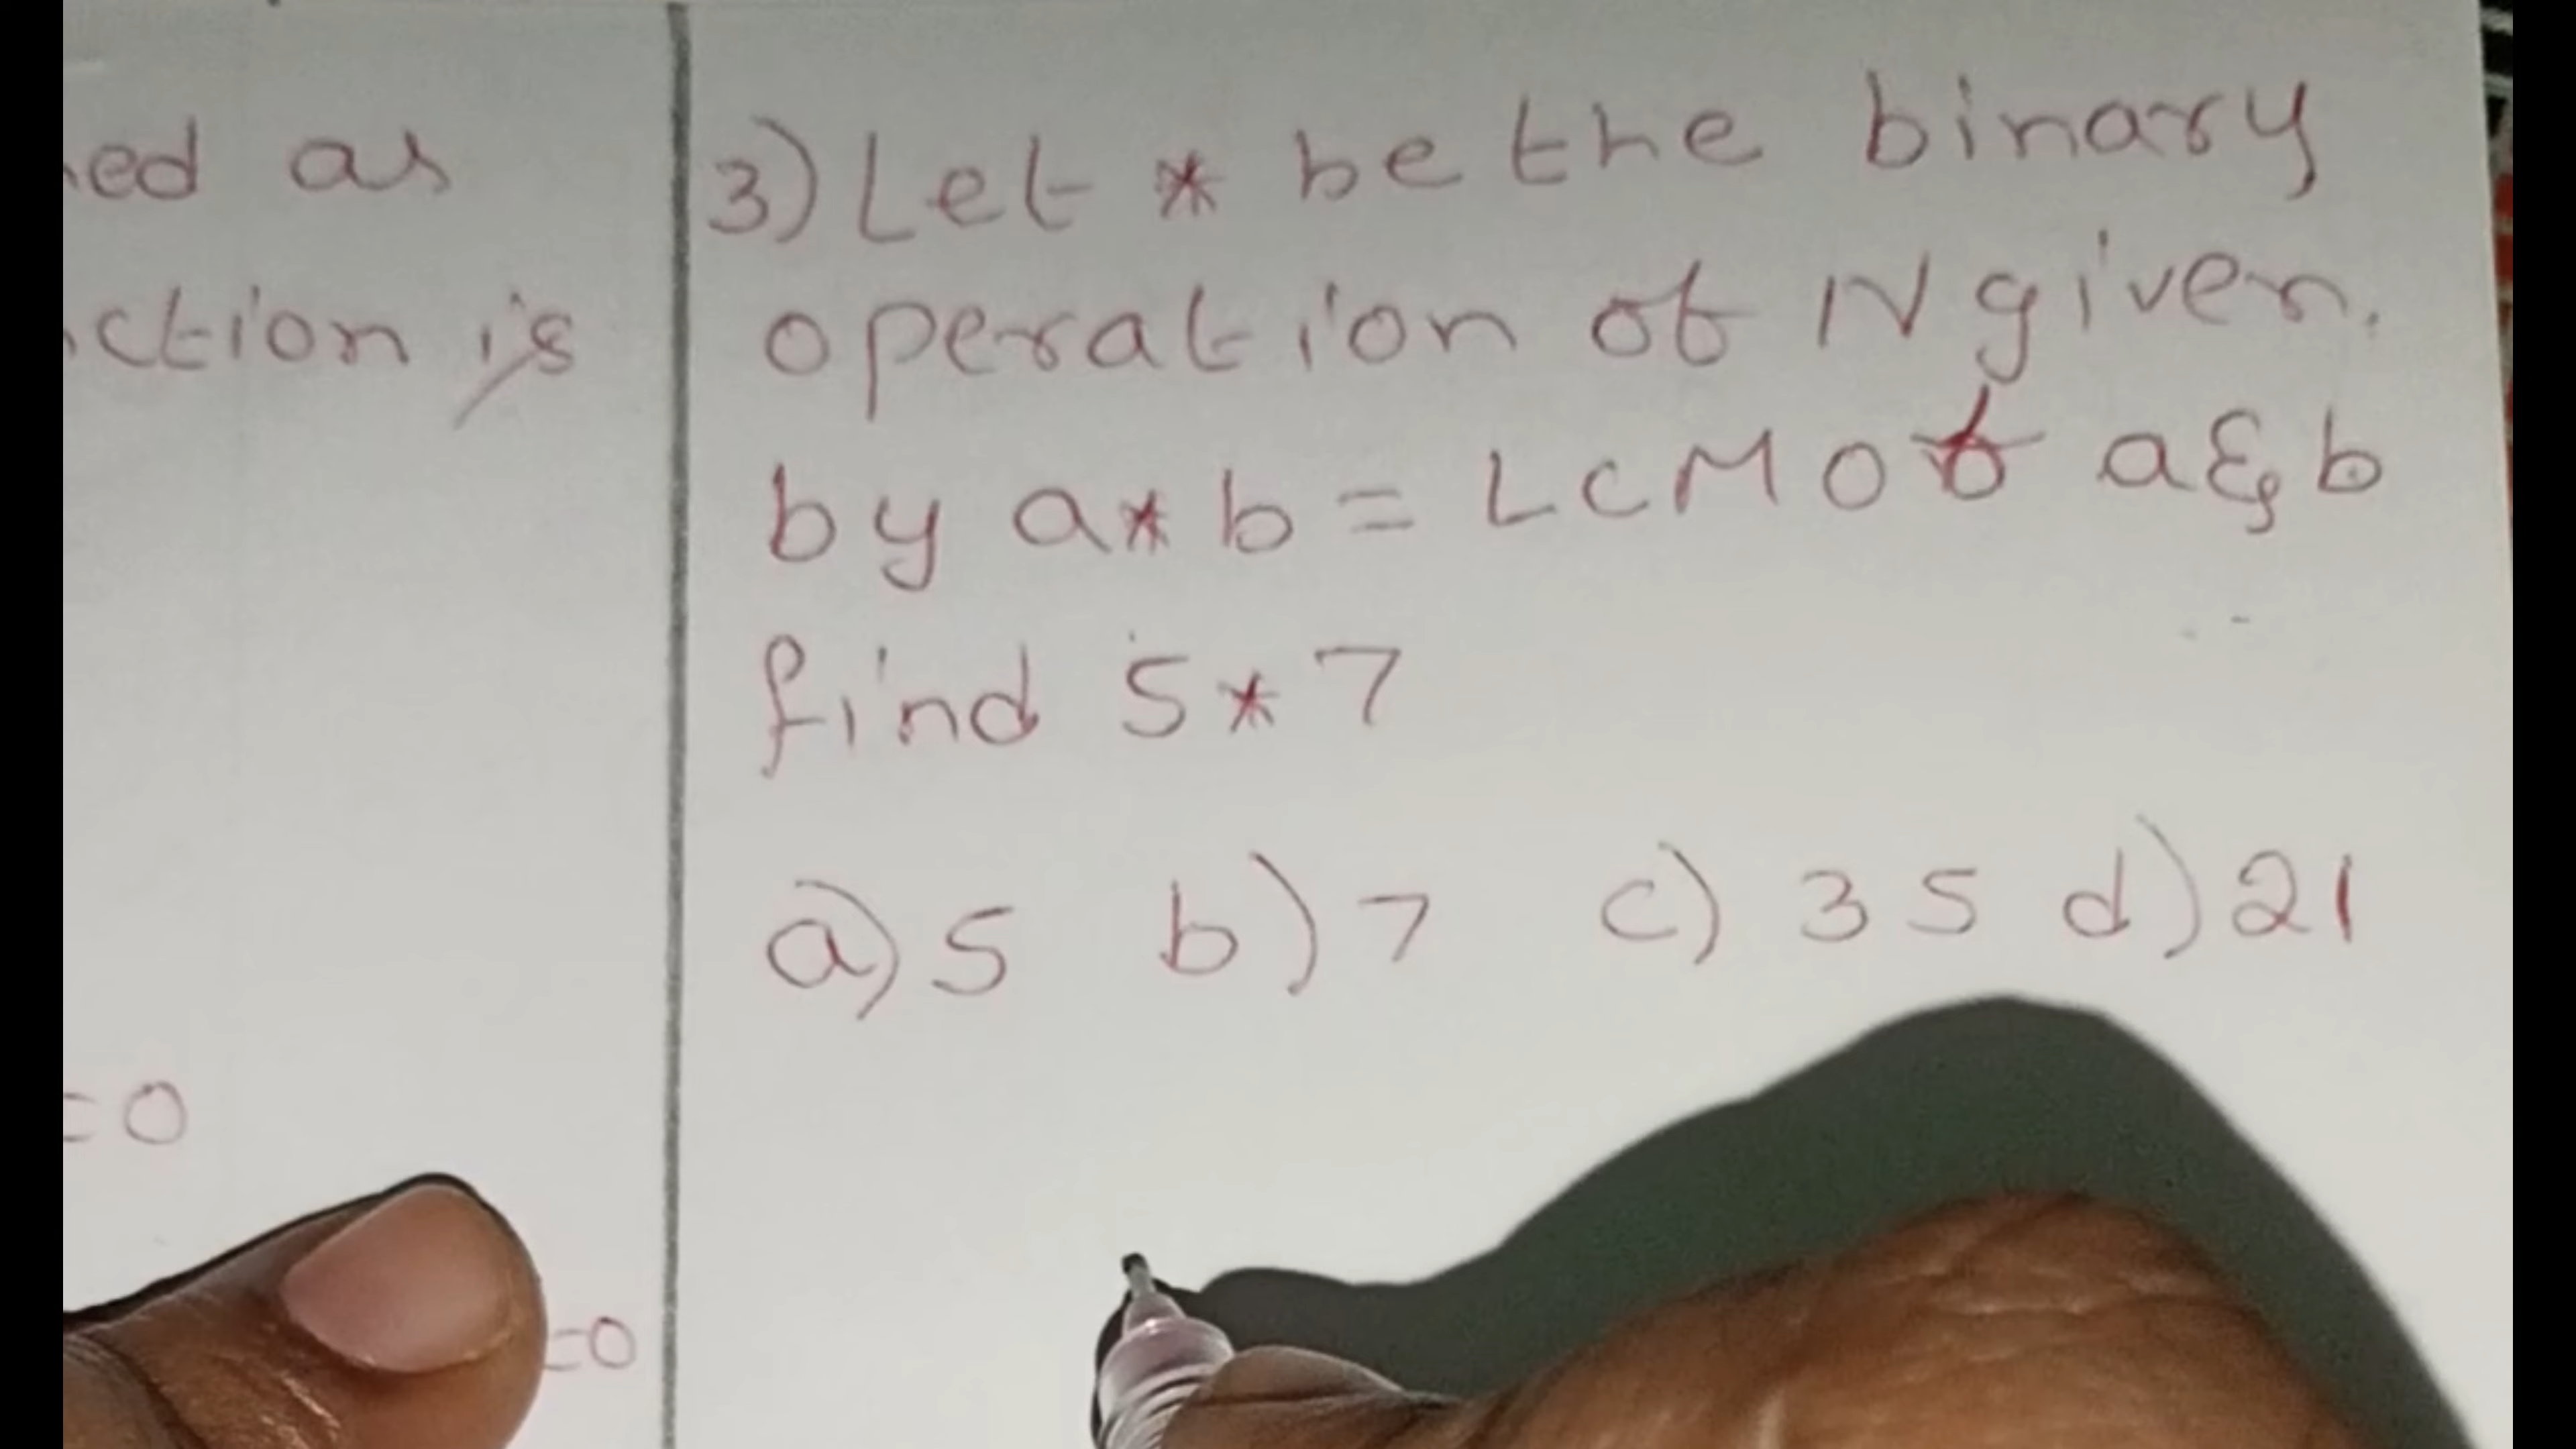 ed as
ction is
=0
=0
3) Let * be the binary
operation of N given.
by a * b = LCM of a & b
find 5 * 7
a) 5 b) 7 c) 35 d) 21